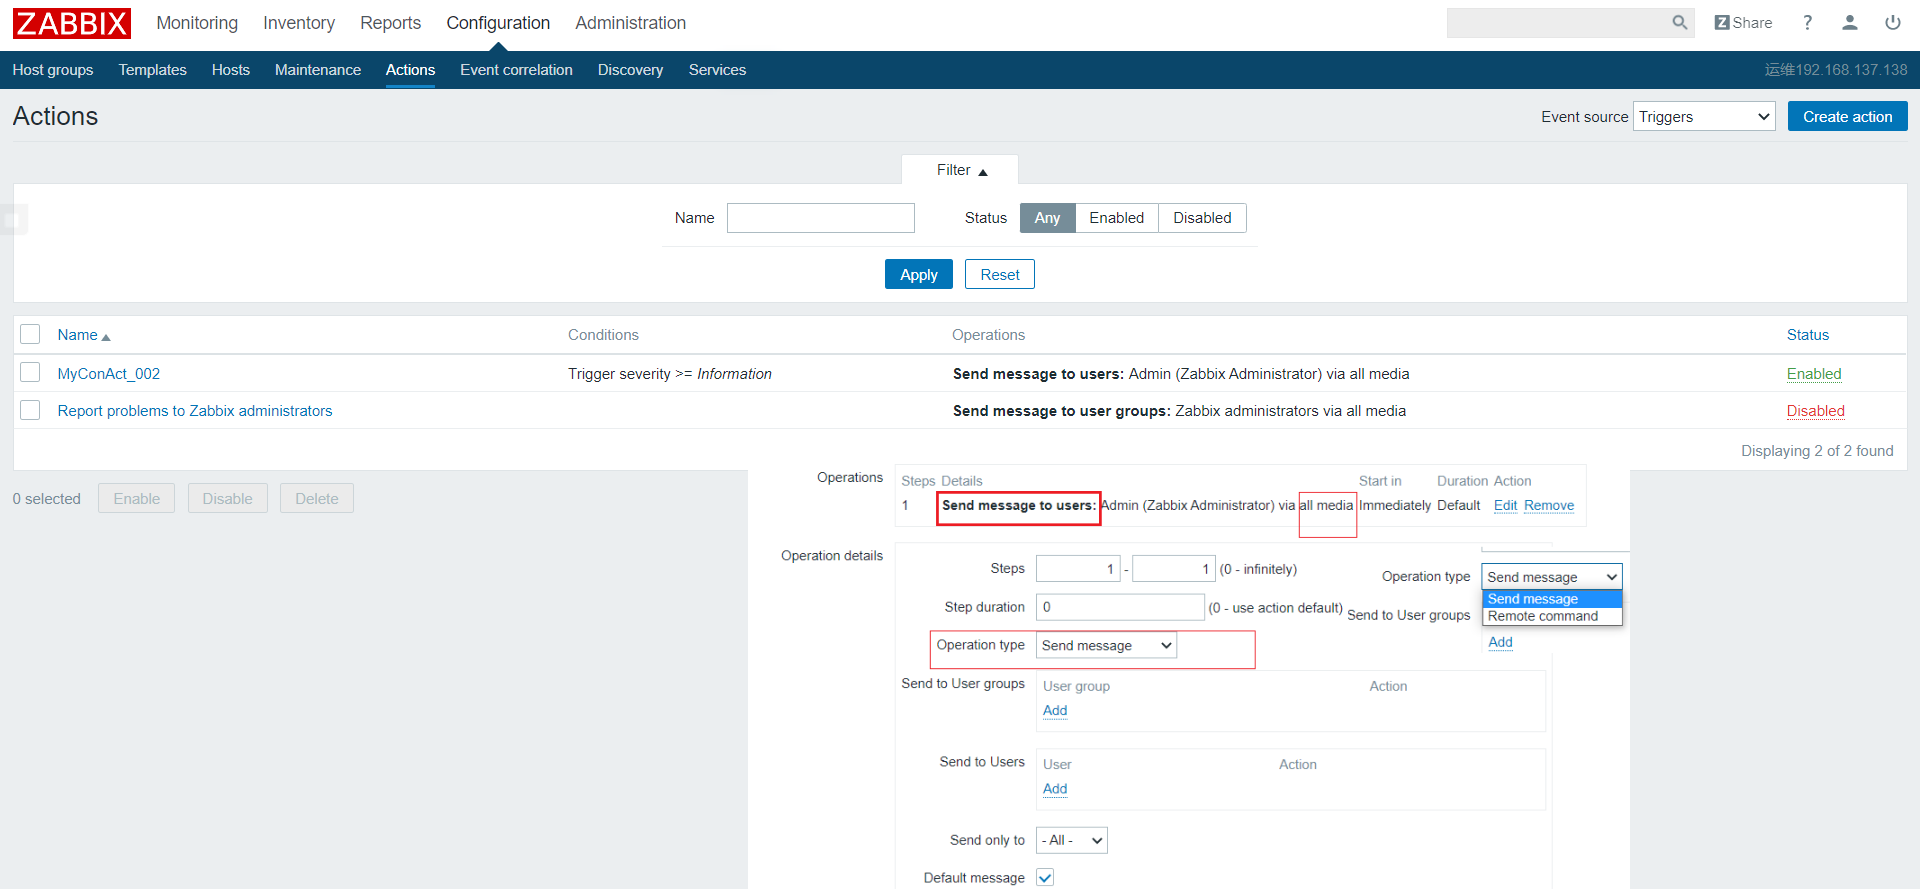 ZABBIX Monitoring Inventory Reports Configuration Administration Z Share ?
Host groups Templates Hosts Maintenance Actions Event correlation Discovery Services 运维192.168.137.138
Actions Event source Triggers Create action
Filter ▲
Name Status Any Enabled Disabled
Apply Reset
Name ▲ Conditions Operations Status
MyConAct_002 Trigger severity >= Information Send message to users: Admin (Zabbix Administrator) via all media Enabled
Report problems to Zabbix administrators Send message to user groups: Zabbix administrators via all media Disabled
Displaying 2 of 2 found
0 selected Enable Disable Delete
Operations Steps Details Start in Duration Action
1 Send message to users: Admin (Zabbix Administrator) via all media Immediately Default Edit Remove
Operation details
Steps 1 - 1 (0 - infinitely)
Operation type Send message
Send message
Remote command
Step duration 0 (0 - use action default)
Send to User groups
Add
Operation type Send message
Send to User groups User group Action
Add
Send to Users User Action
Add
Send only to - All -
Default message